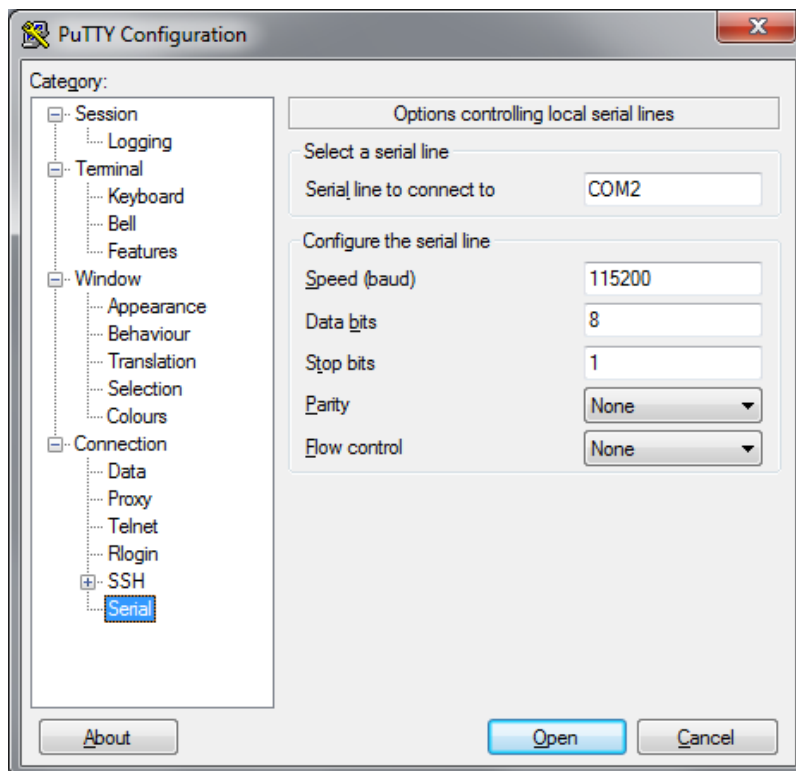 PuTTY Configuration
Category:
Session
Logging
Terminal
Keyboard
Bell
Features
Window
Appearance
Behaviour
Translation
Selection
Colours
Connection
Data
Proxy
Telnet
Rlogin
SSH
Serial
Options controlling local serial lines
Select a serial line
Serial line to connect to COM2
Configure the serial line
Speed (baud) 115200
Data bits 8
Stop bits 1
Parity None
Flow control None
About Open Cancel